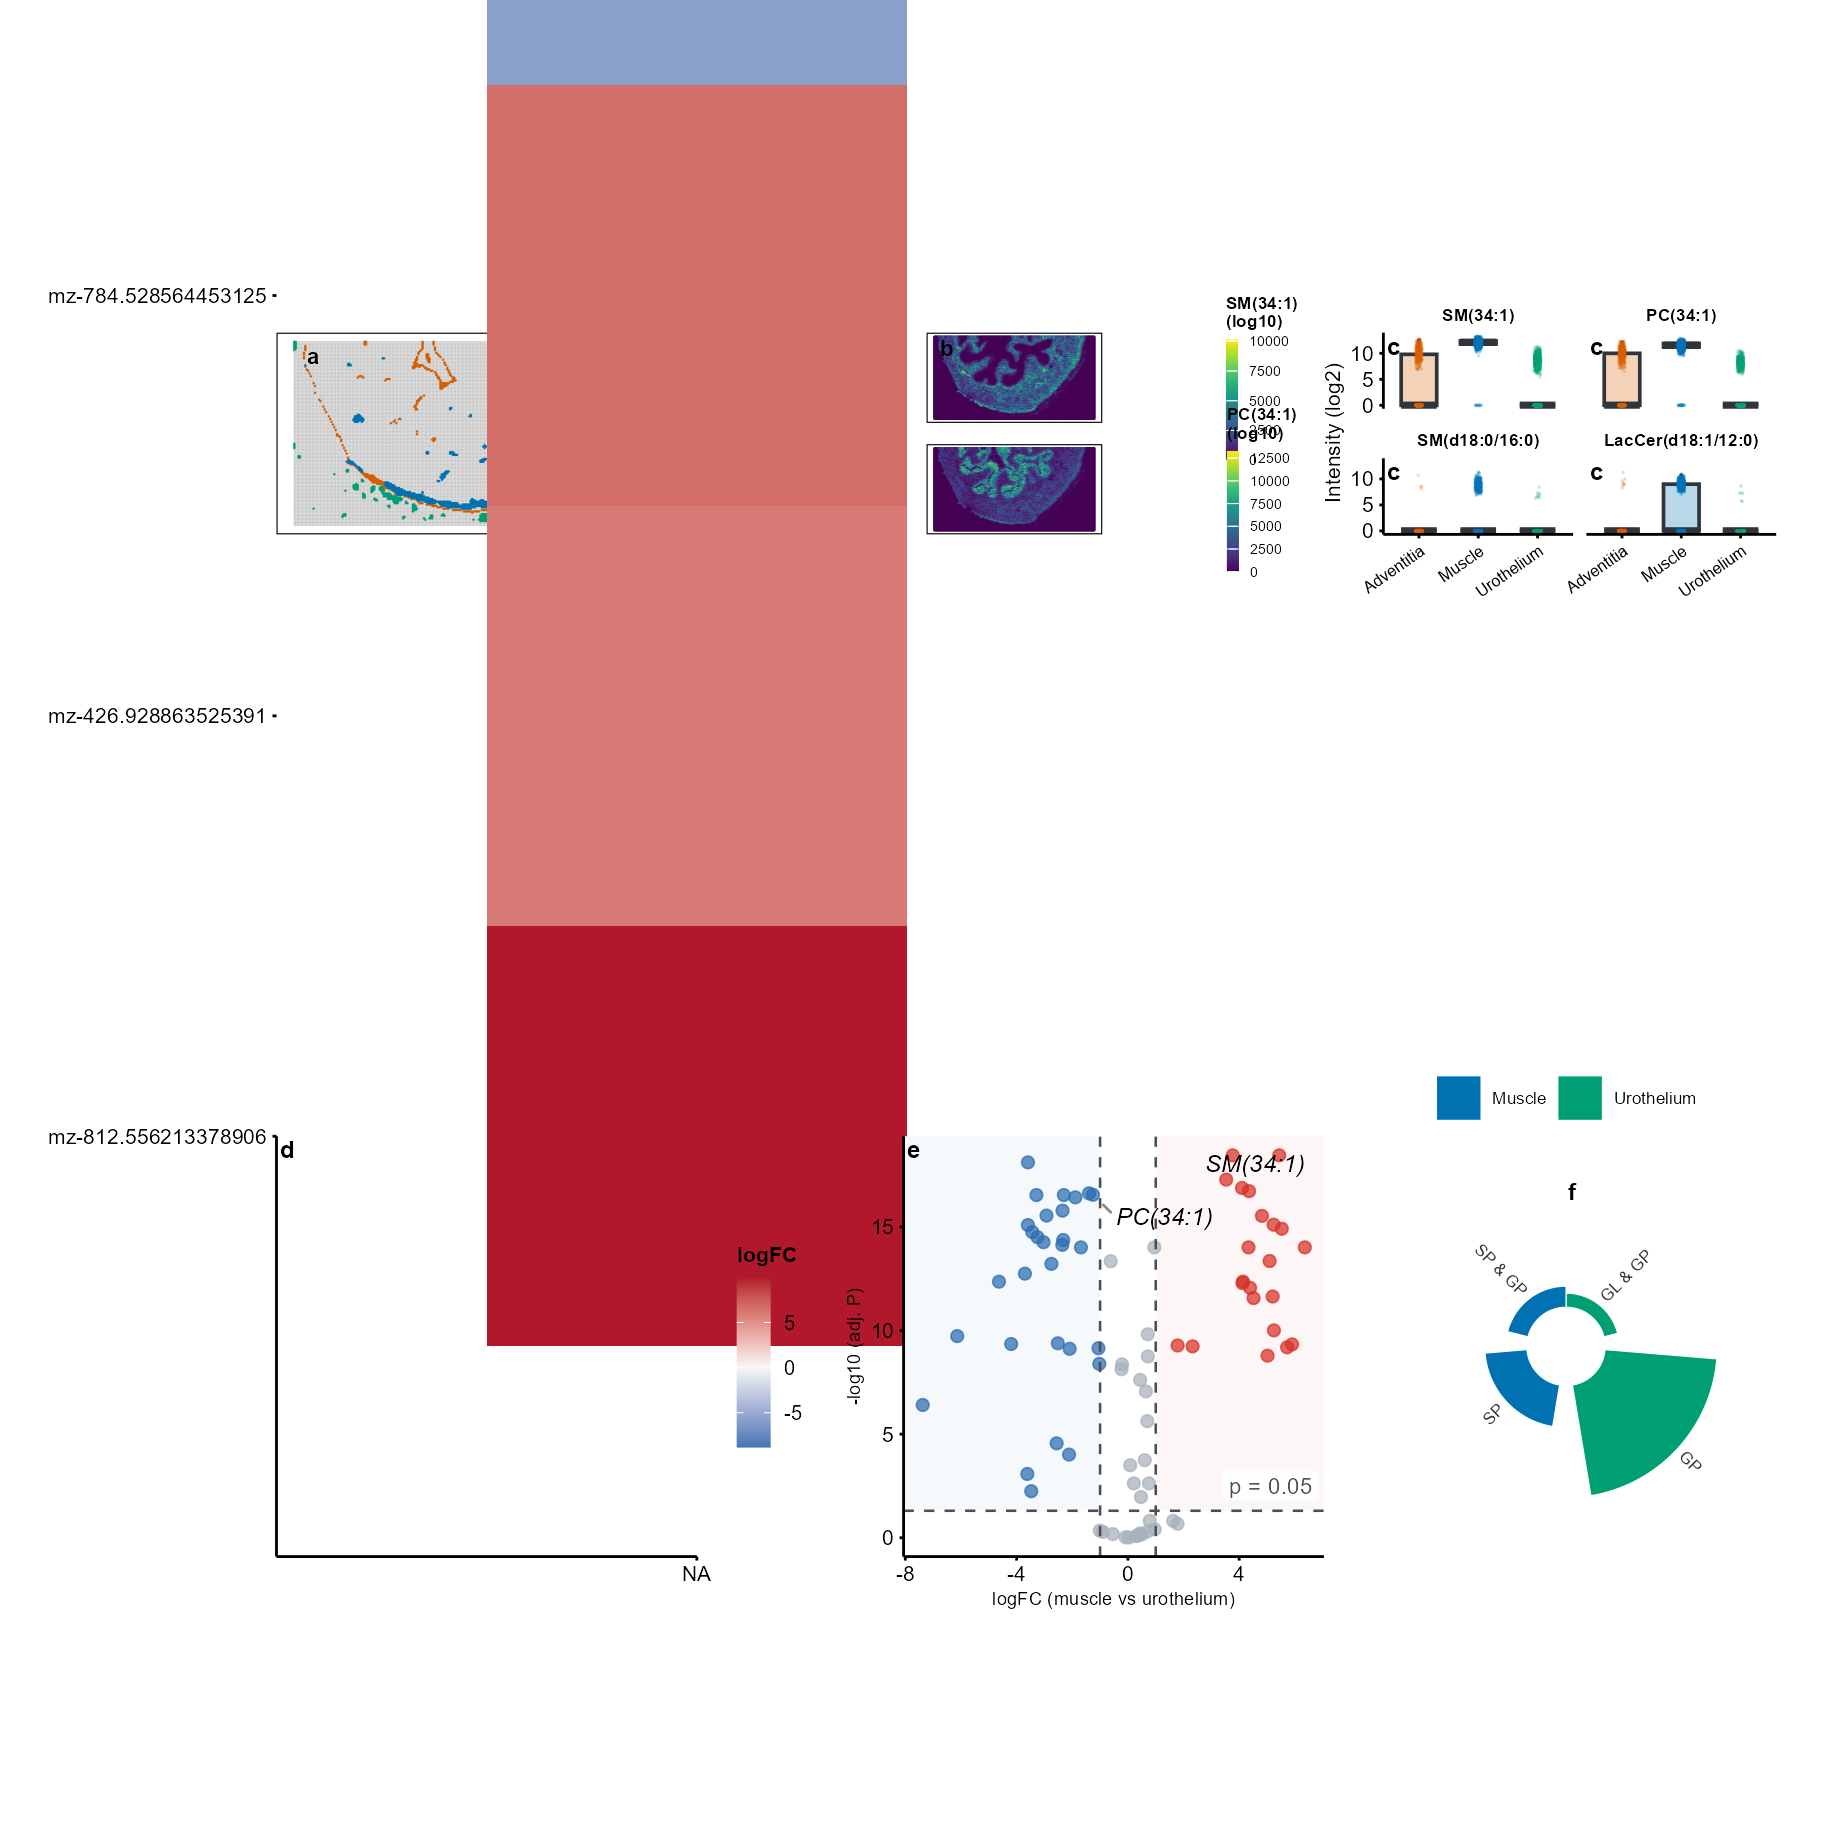 mz-784.528564453125
a
b
SM(34:1)
(log10)
10000
7500
5000
2500
0
PC(34:1)
(log10)
12500
10000
7500
5000
2500
0
Intensity (log2)
SM(34:1)
PC(34:1)
c
c
10
5
0
SM(d18:0/16:0)
LacCer(d18:1/12:0)
c
c
10
5
0
Adventitia
Muscle
Urothelium
Adventitia
Muscle
Urothelium
mz-426.928863525391
mz-812.556213378906
d
NA
logFC
5
0
-5
e
SM(34:1)
PC(34:1)
-log10 (adj. P)
15
10
5
0
p = 0.05
-8
-4
0
4
logFC (muscle vs urothelium)
Muscle
Urothelium
f
SP & GP
GL & GP
SP
GP